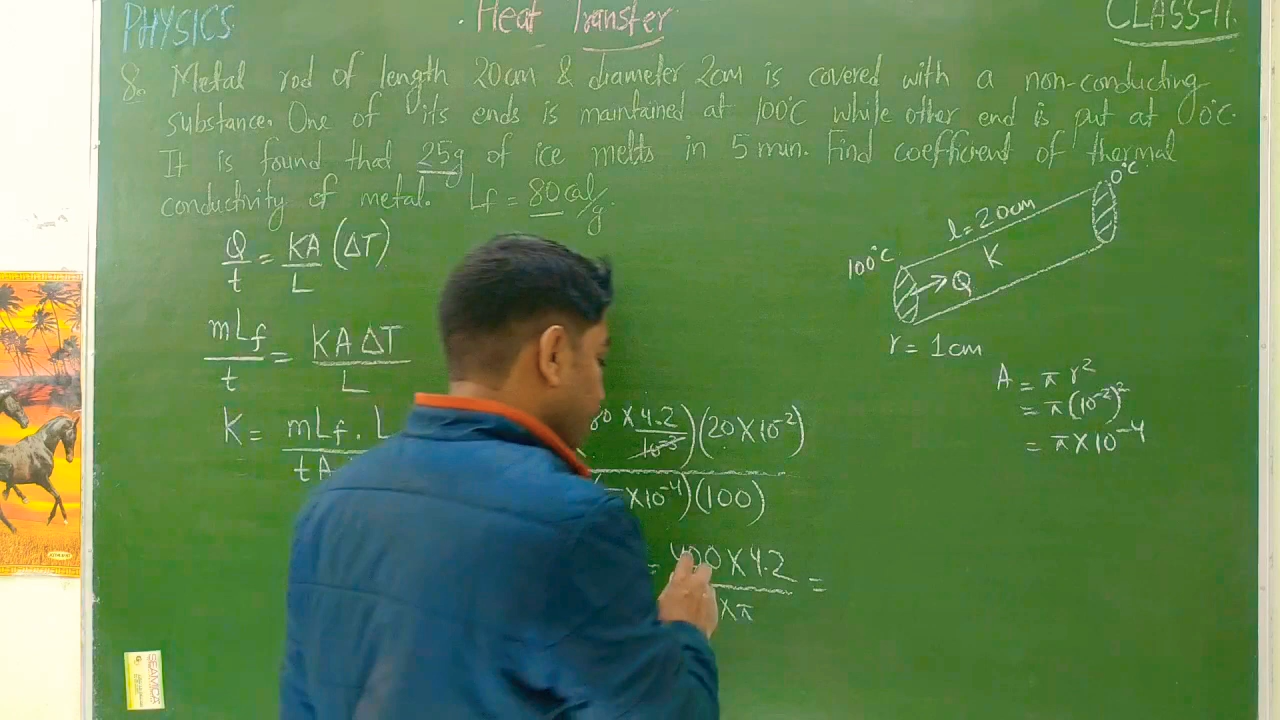 PHYSICS
Heat Transfer
CLASS-11.
8. Metal rod of length 20cm & diameter 2cm is covered with a non-conducting
substance. One of its ends is maintained at 100°C while other end is put at 0°C.
It is found that 25g of ice melts in 5 min. Find coefficient of thermal
conductivity of metal. Lf = 80 cal/g.
Q/t = KA/L (ΔT)
mLf/t = KAΔT/L
K = mLf . L
tA
× 4.2/10⁻³)(20×10⁻²)
×10⁻⁴)(100)
= 400×4.2
×π
=
0°C
l=20cm
K
100°C
Q
r = 1cm
A = π r²
= π(10⁻²)²
= π×10⁻⁴
SEAMICA